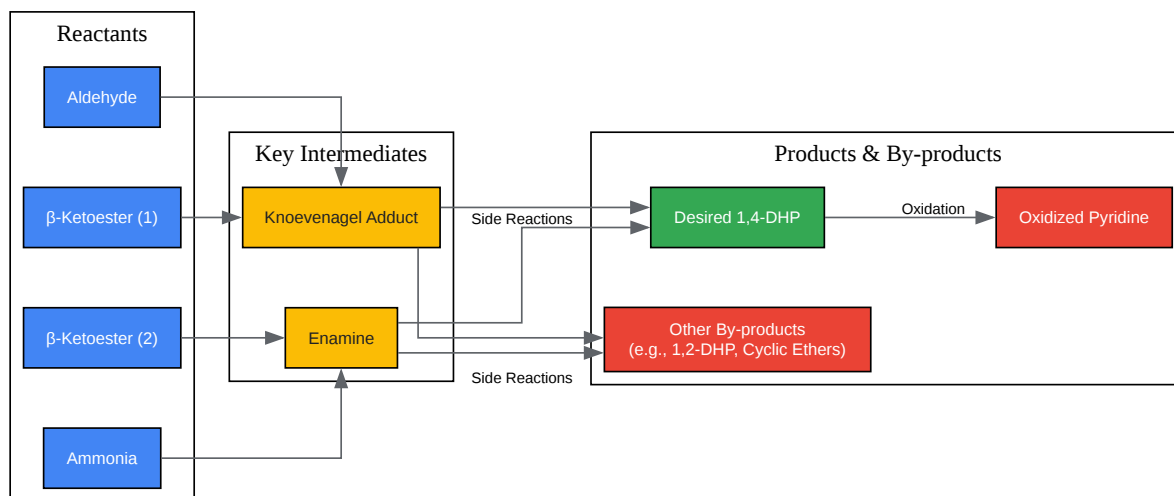 Reactants
Aldehyde
β-Ketoester (1)
β-Ketoester (2)
Ammonia
Key Intermediates
Knoevenagel Adduct
Enamine
Side Reactions
Side Reactions
Products & By-products
Desired 1,4-DHP
Oxidation
Oxidized Pyridine
Other By-products
(e.g., 1,2-DHP, Cyclic Ethers)